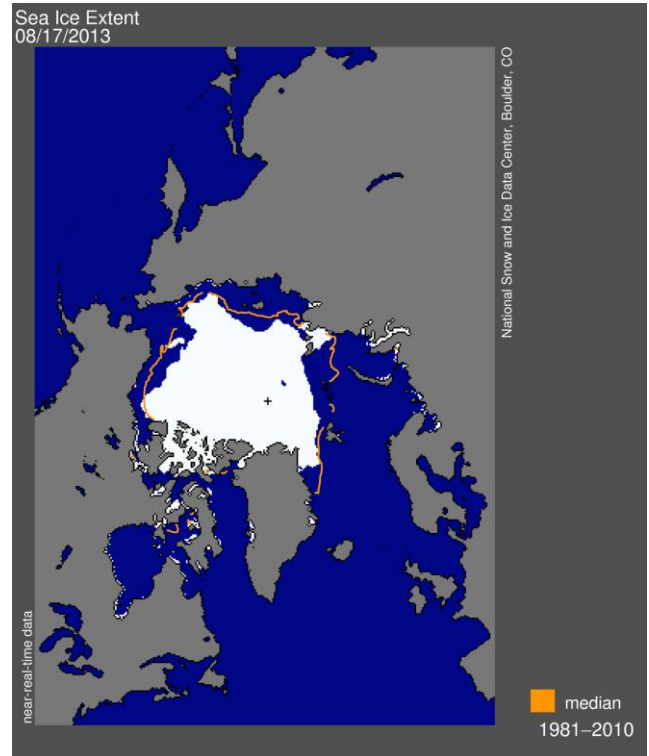 Sea Ice Extent
08/17/2013
National Snow and Ice Data Center, Boulder, CO
near-real-time data
median
1981–2010